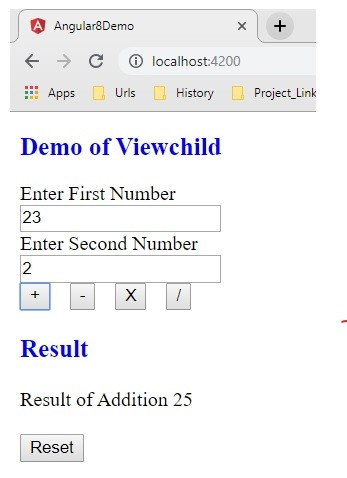 Angular8Demo
localhost:4200
Apps Urls History Project_Link
Demo of Viewchild
Enter First Number
23
Enter Second Number
2
+ - X /
Result
Result of Addition 25
Reset